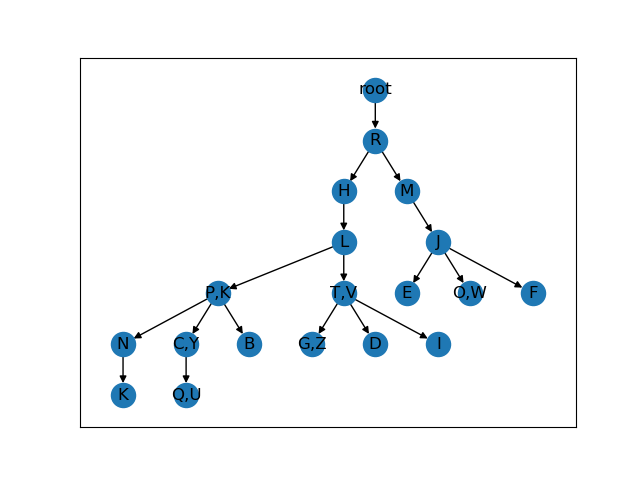 root
R
H M
L J
P,K T,V E O,W F
N C,Y B G,Z D I
K Q,U